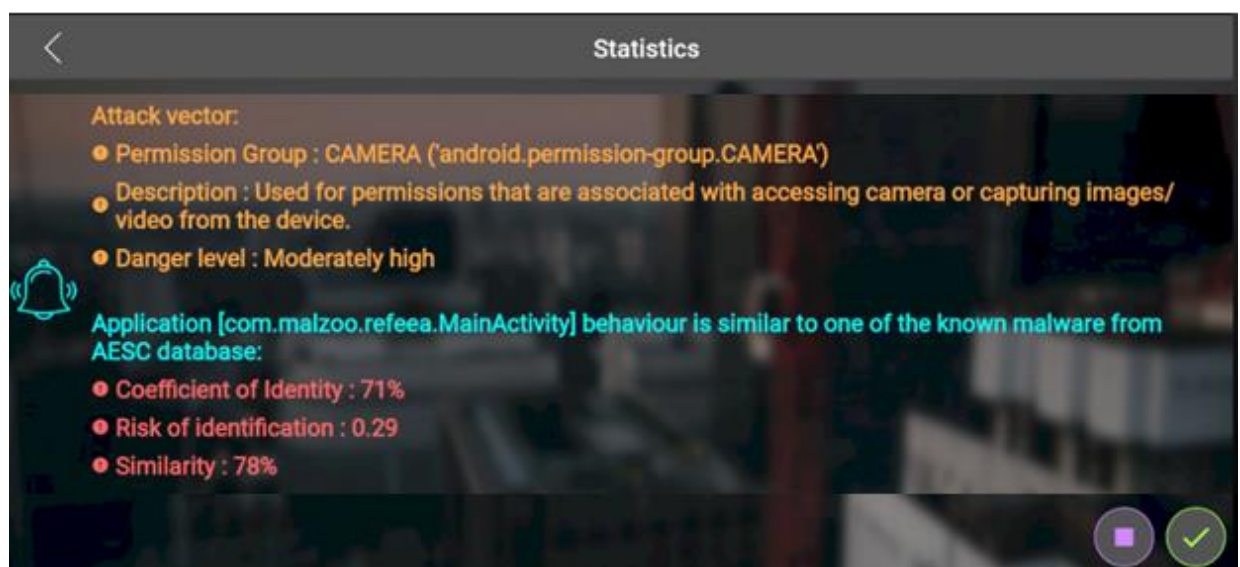 Statistics
Attack vector:
Permission Group : CAMERA ('android.permission-group.CAMERA')
Description : Used for permissions that are associated with accessing camera or capturing images/
video from the device.
Danger level : Moderately high
Application [com.malzoo.refeea.MainActivity] behaviour is similar to one of the known malware from
AESC database:
Coefficient of Identity : 71%
Risk of identification : 0.29
Similarity : 78%